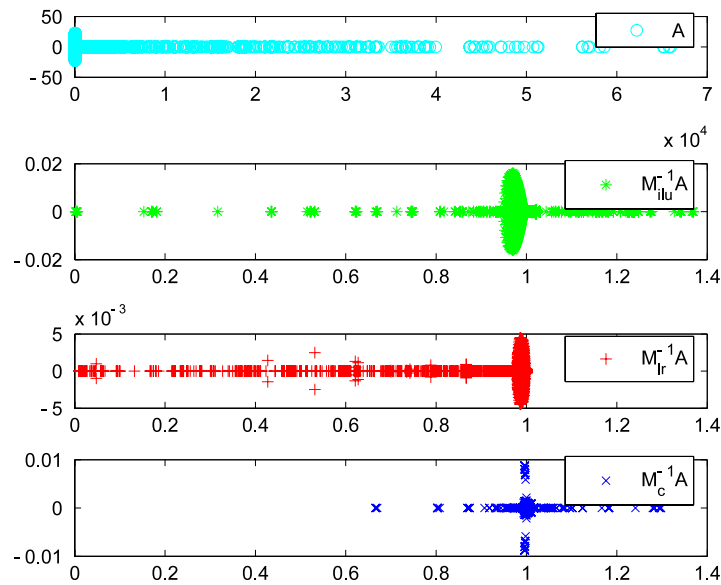 50
0
- 50
0 1 2 3 4 5 6 7
x 10^4
A
0.02
0
- 0.02
0 0.2 0.4 0.6 0.8 1 1.2 1.4
M_ilu^- 1 A
x 10^- 3
5
0
- 5
0 0.2 0.4 0.6 0.8 1 1.2 1.4
M_lr^- 1 A
0.01
0
- 0.01
0 0.2 0.4 0.6 0.8 1 1.2 1.4
M_c^- 1 A